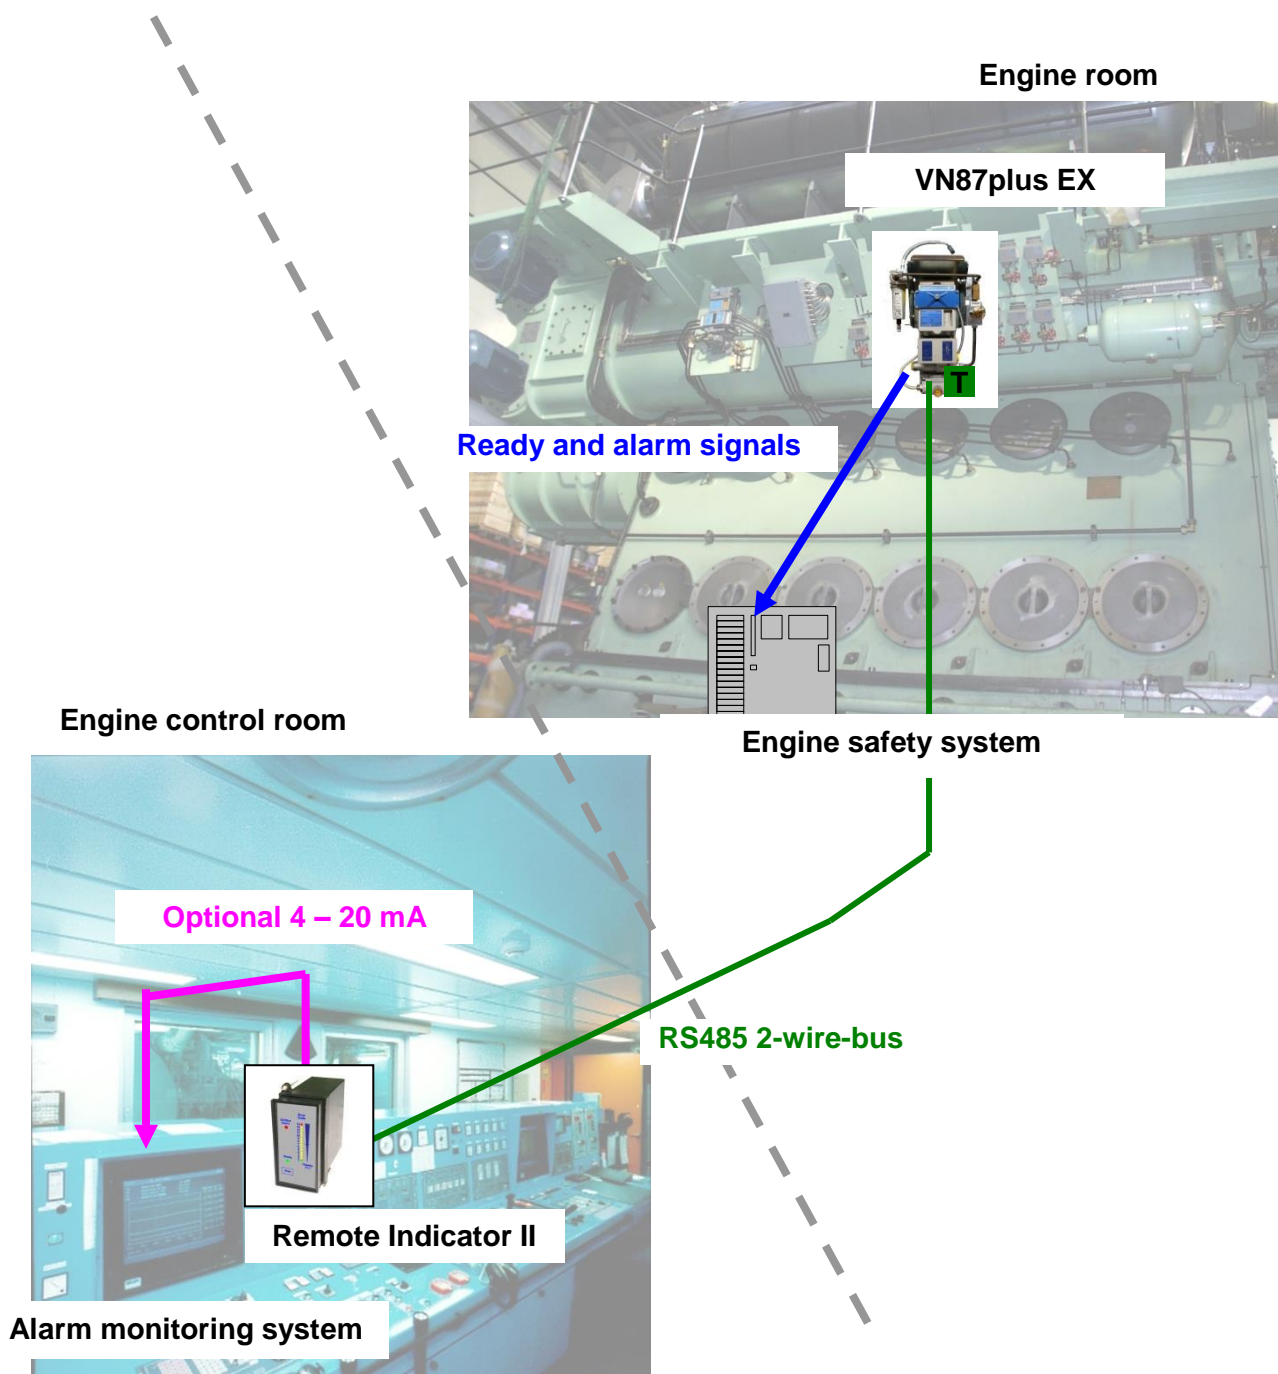 Engine room
VN87plus EX
T
Ready and alarm signals
Engine control room
Engine safety system
Optional 4 – 20 mA
RS485 2-wire-bus
Remote Indicator II
Alarm monitoring system